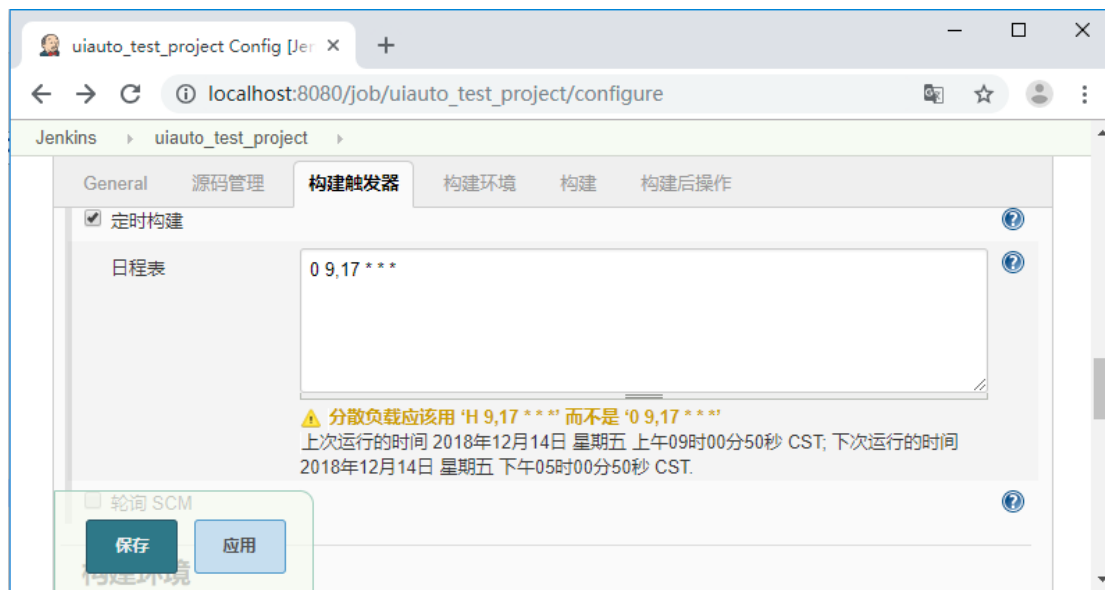 uiauto_test_project Config [Jer
localhost:8080/job/uiauto_test_project/configure
Jenkins uiauto_test_project
General 源码管理 构建触发器 构建环境 构建 构建后操作
定时构建
日程表 0 9,17 * * *
分散负载应该用 ‘H 9,17 * * *’ 而不是 ‘0 9,17 * * *’
上次运行的时间 2018年12月14日 星期五 上午09时00分50秒 CST; 下次运行的时间
2018年12月14日 星期五 下午05时00分50秒 CST.
轮询 SCM
保存 应用
构建环境